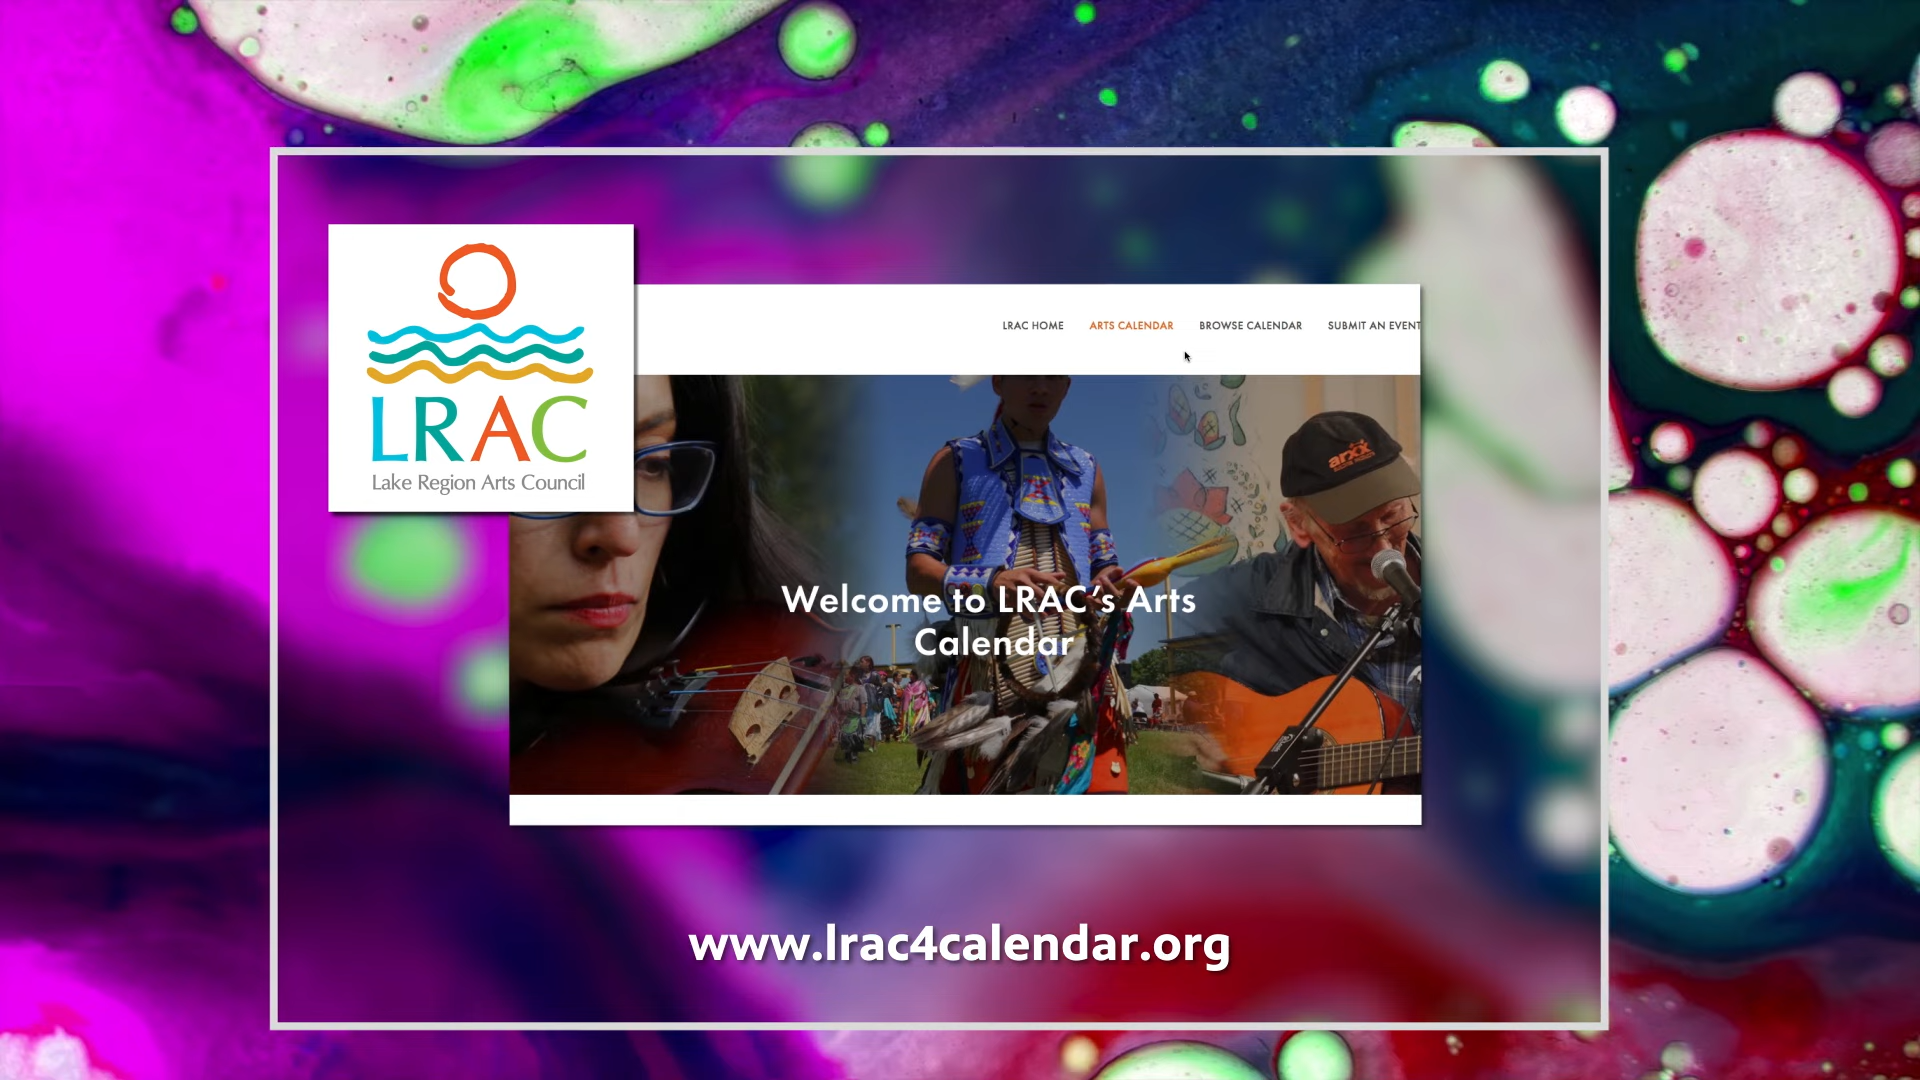 LRAC
Lake Region Arts Council
LRAC HOME ARTS CALENDAR BROWSE CALENDAR SUBMIT AN EVENT
arxx
Welcome to LRAC's Arts
Calendar
www.lrac4calendar.org